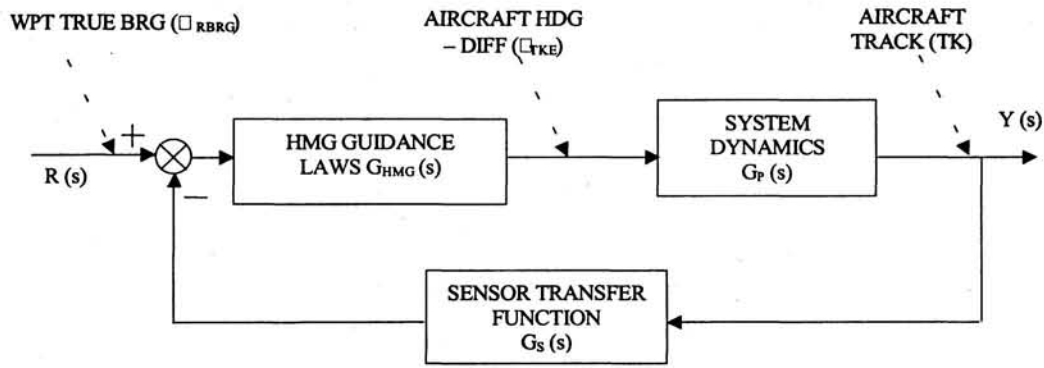 WPT TRUE BRG (□RBRG)
AIRCRAFT HDG
– DIFF (□TKE)
AIRCRAFT
TRACK (TK)
+
R (s)
HMG GUIDANCE
LAWS GHMG (s)
SYSTEM
DYNAMICS
GP (s)
Y (s)
—
SENSOR TRANSFER
FUNCTION
GS (s)